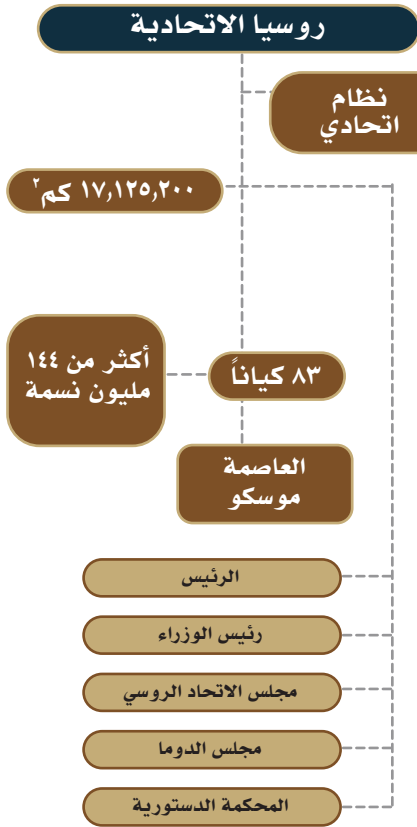 روسيا الاتحادية
نظام
اتحادي
١٧,١٢٥,٢٠٠ كم٢
أكثر من ١٤٤
مليون نسمة
٨٣ كياناً
العاصمة
موسكو
الرئيس
رئيس الوزراء
مجلس الاتحاد الروسي
مجلس الدوما
المحكمة الدستورية